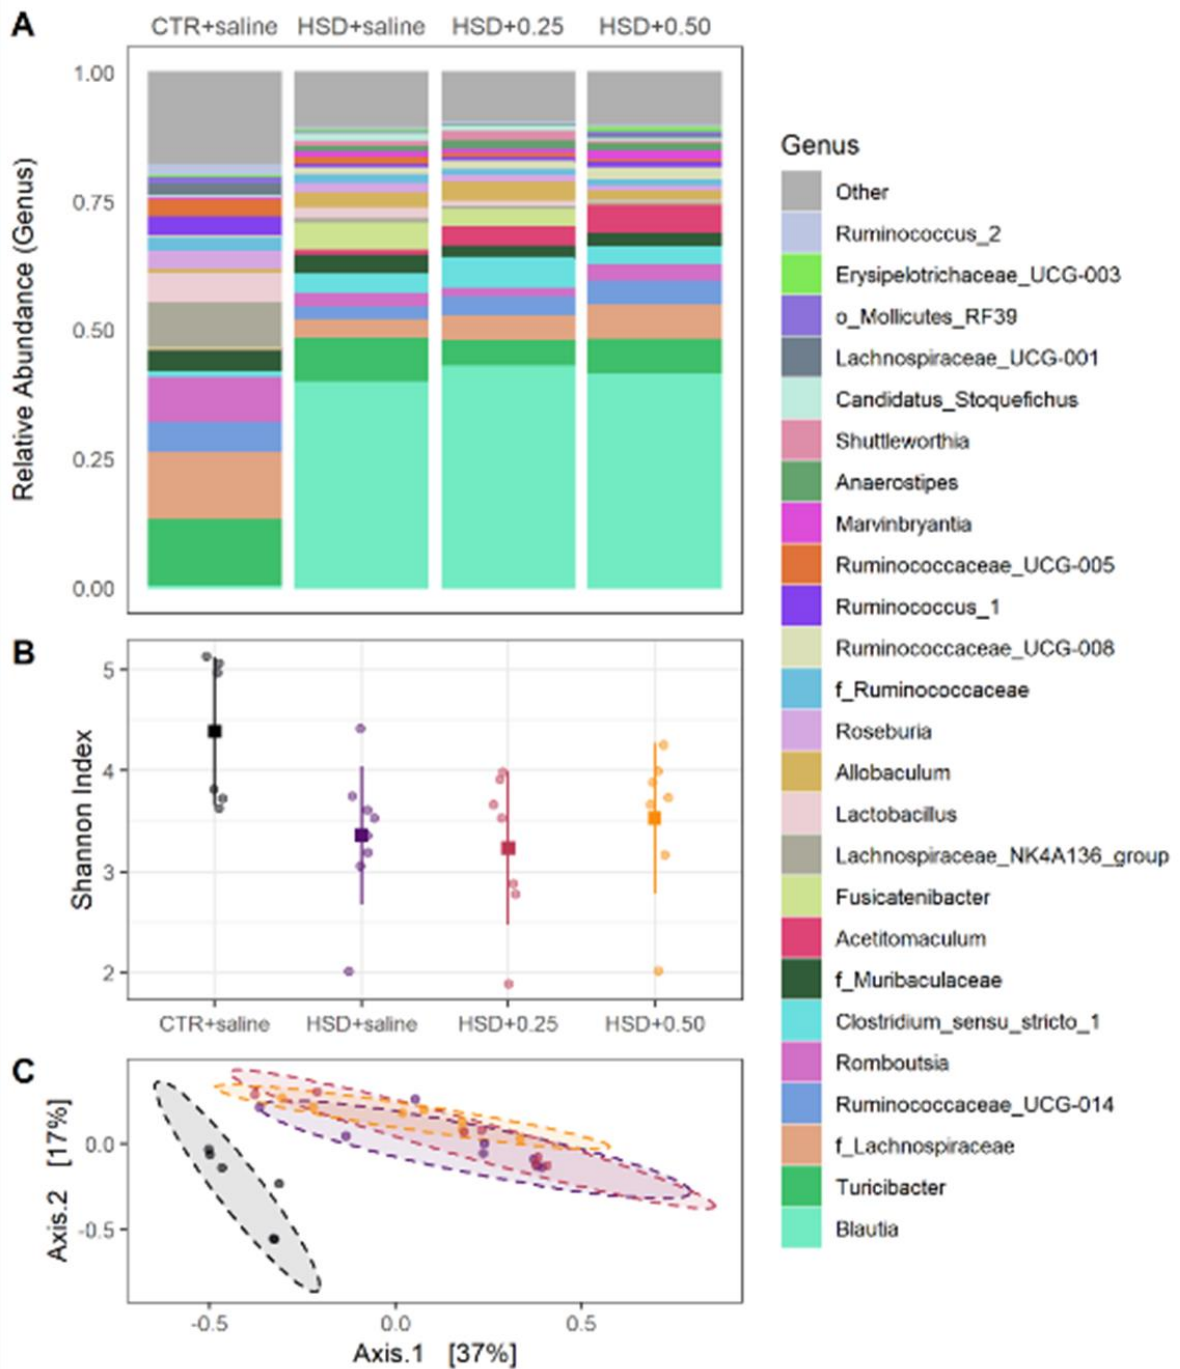 A
CTR+saline HSD+saline HSD+0.25 HSD+0.50
Relative Abundance (Genus)
1.00
0.75
0.50
0.25
0.00
Genus
Other
Ruminococcus_2
Erysipelotrichaceae_UCG-003
o_Mollicutes_RF39
Lachnospiraceae_UCG-001
Candidatus_Stoquefichus
Shuttleworthia
Anaerostipes
Marvinbryantia
Ruminococcaceae_UCG-005
Ruminococcus_1
Ruminococcaceae_UCG-008
f_Ruminococcaceae
Roseburia
Allobaculum
Lactobacillus
Lachnospiraceae_NK4A136_group
Fusicatenibacter
Acetitomaculum
f_Muribaculaceae
Clostridium_sensu_stricto_1
Romboutsia
Ruminococcaceae_UCG-014
f_Lachnospiraceae
Turicibacter
Blautia
B
Shannon Index
5
4
3
2
CTR+saline HSD+saline HSD+0.25 HSD+0.50
C
Axis.2 [17%]
0.0
-0.5
-0.5 0.0 0.5
Axis.1 [37%]